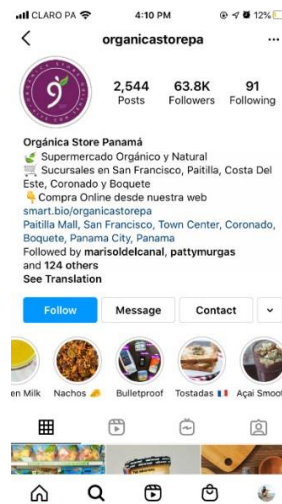 CLARO PA 4:10 PM 12%
organicastorepa
2,544 63.8K 91
Posts Followers Following
Orgánica Store Panamá
Supermercado Orgánico y Natural
Sucursales en San Francisco, Paitilla, Costa Del
Este, Coronado y Boquete
Compra Online desde nuestra web
smart.bio/organicastorepa
Paitilla Mall, San Francisco, Town Center, Coronado,
Boquete, Panama City, Panama
Followed by marisoldelcanal, pattymurgas
and 124 others
See Translation
Follow Message Contact
en Milk Nachos Bulletproof Tostadas Açai Smoo